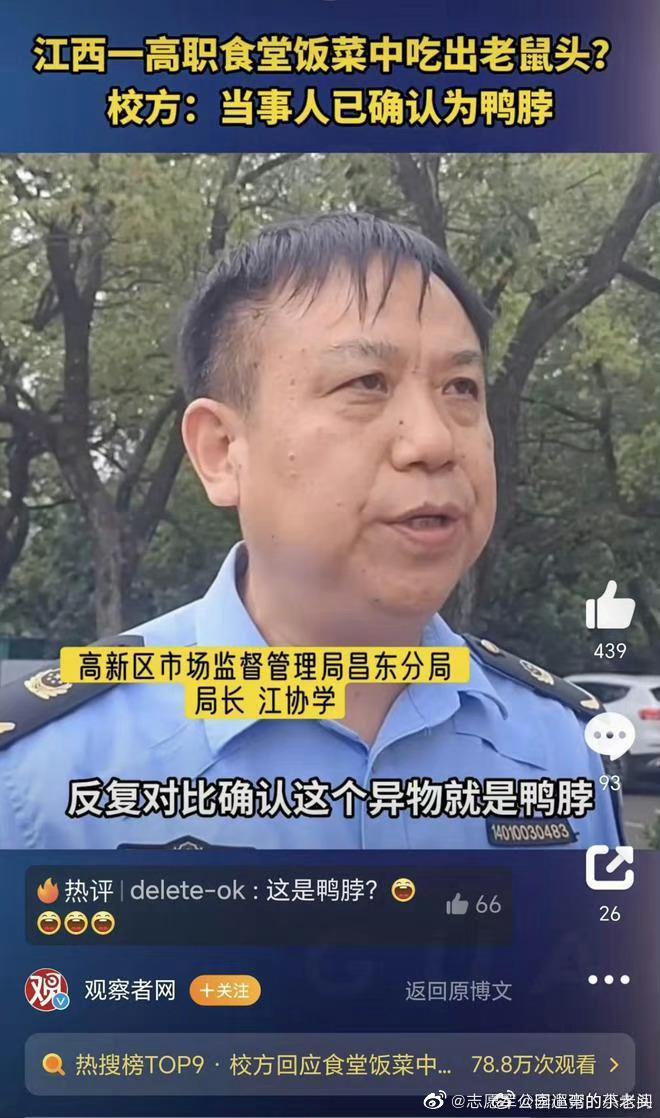 江西一高职食堂饭菜中吃出老鼠头?
校方：当事人已确认为鸭脖
439
高新区市场监督管理局昌东分局
局长 江协学
93
反复对比确认这个异物就是鸭脖
14010030483
热评 | delete-ok : 这是鸭脖?
66
26
观察者网
+关注
返回原博文
热搜榜TOP9 · 校方回应食堂饭菜中...
78.8万次观看